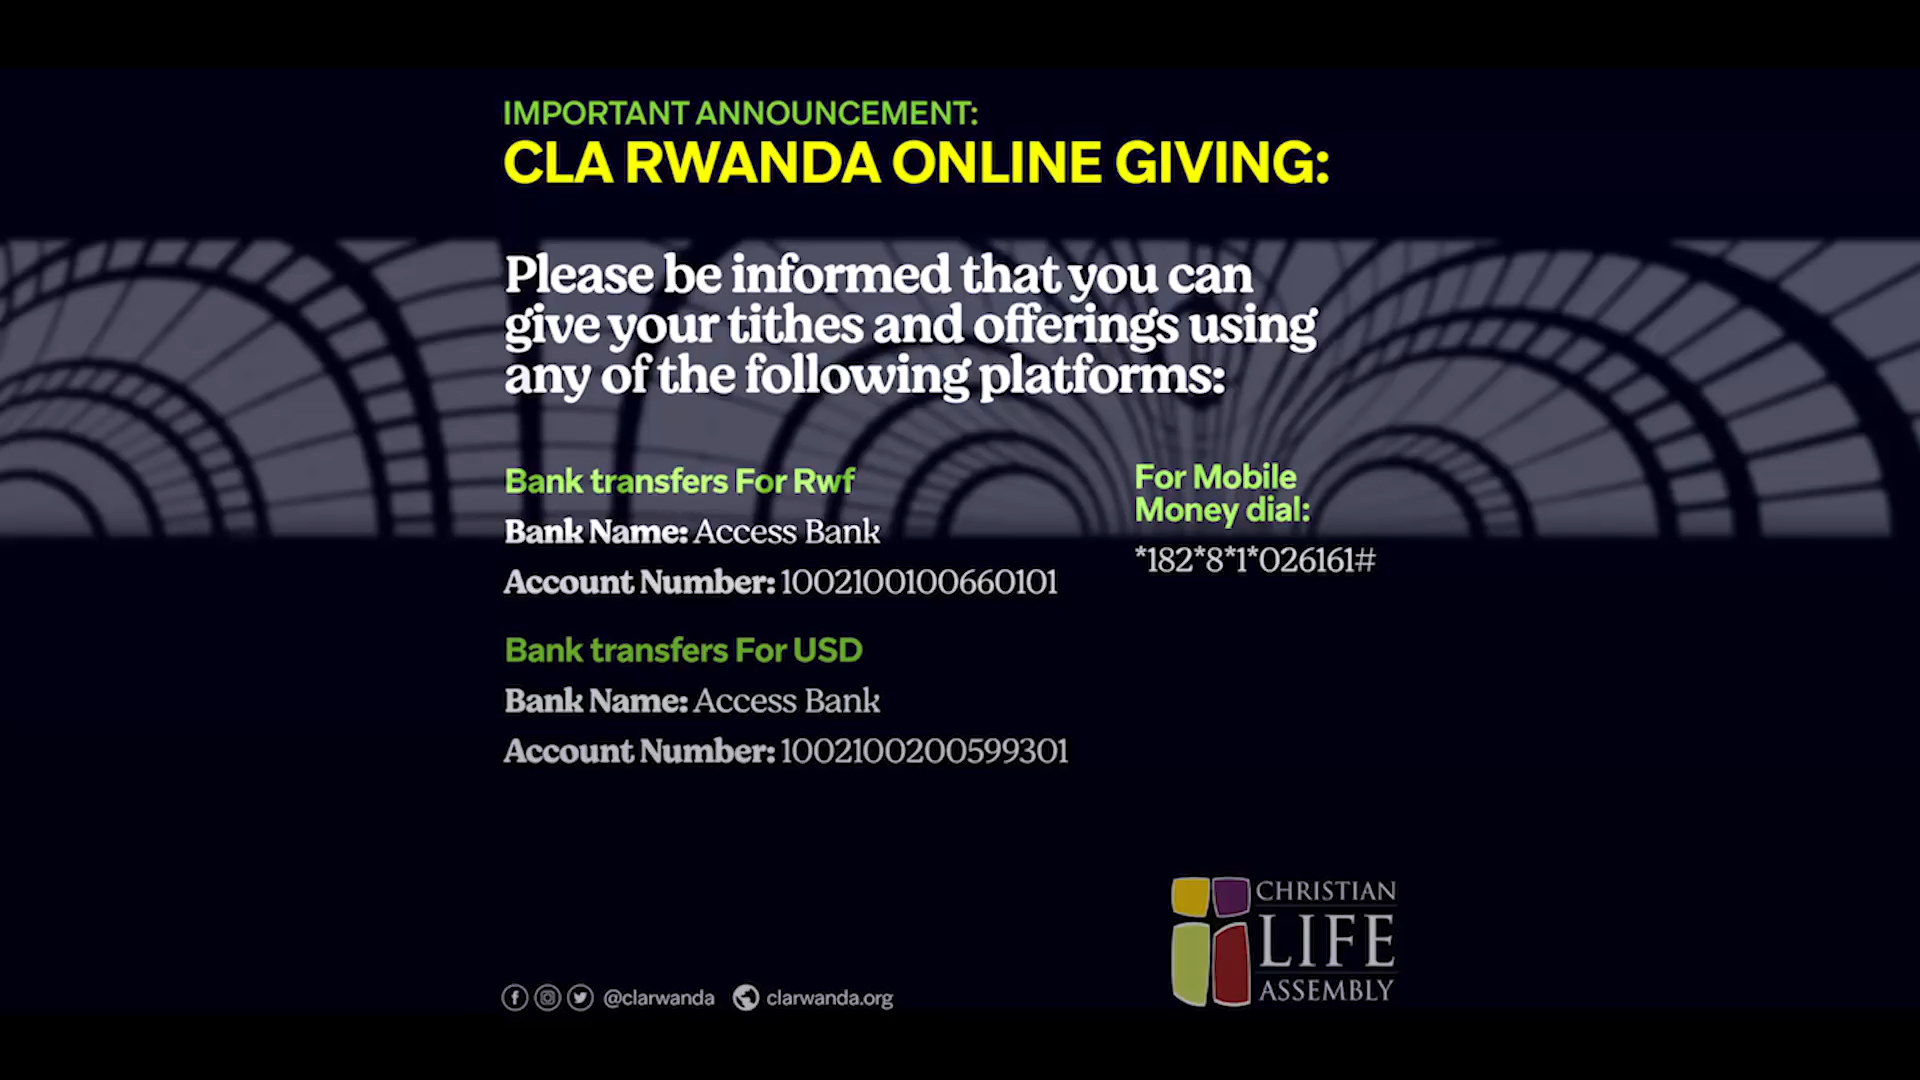 IMPORTANT ANNOUNCEMENT:
CLA RWANDA ONLINE GIVING:
Please be informed that you can
give your tithes and offerings using
any of the following platforms:
Bank transfers For Rwf
Bank Name: Access Bank
Account Number: 1002100100660101
Bank transfers For USD
Bank Name: Access Bank
Account Number: 1002100200599301
For Mobile
Money dial:
*182*8*1*026161#
@clarwanda clarwanda.org
CHRISTIAN
LIFE
ASSEMBLY